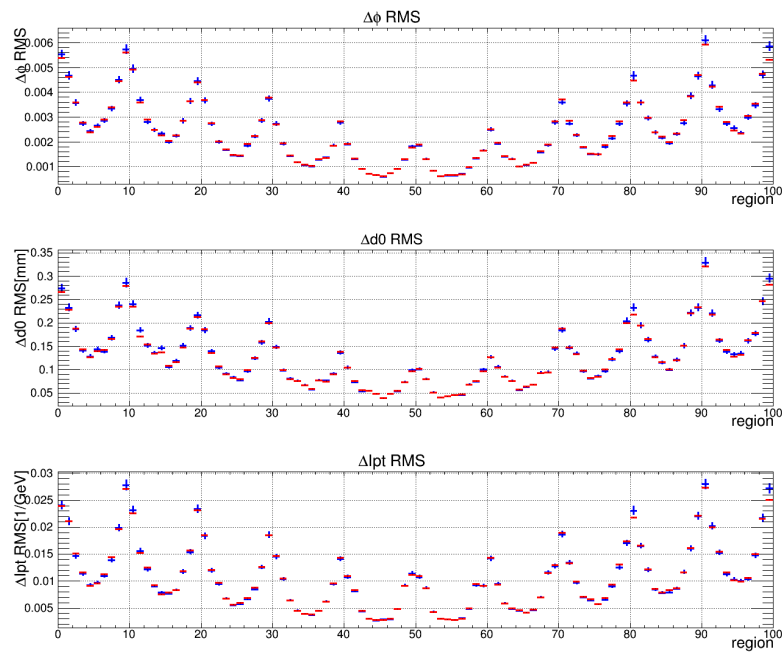 Δϕ RMS
Δϕ RMS
0.006
0.005
0.004
0.003
0.002
0.001
0 10 20 30 40 50 60 70 80 90 100
region
Δd0 RMS
Δd0 RMS[mm]
0.35
0.3
0.25
0.2
0.15
0.1
0.05
0 10 20 30 40 50 60 70 80 90 100
region
ΔIpt RMS
ΔIpt RMS[1/GeV]
0.03
0.025
0.02
0.015
0.01
0.005
0 10 20 30 40 50 60 70 80 90 100
region